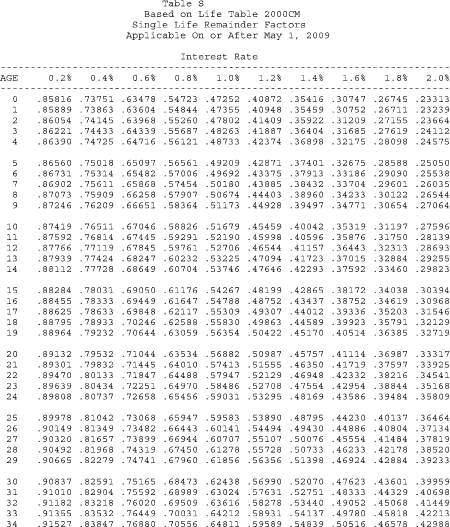 Table S
Based on Life Table 2000CM
Single Life Remainder Factors
Applicable On or After May 1, 2009
Interest Rate
AGE 0.2% 0.4% 0.6% 0.8% 1.0% 1.2% 1.4% 1.6% 1.8% 2.0%
0 .85816 .73751 .63478 .54723 .47252 .40872 .35416 .30747 .26745 .23313
1 .85889 .73863 .63604 .54844 .47355 .40948 .35459 .30752 .26711 .23239
2 .86054 .74145 .63968 .55260 .47802 .41409 .35922 .31209 .27155 .23664
3 .86221 .74433 .64339 .55687 .48263 .41887 .36404 .31685 .27619 .24112
4 .86390 .74725 .64716 .56121 .48733 .42374 .36898 .32175 .28098 .24575
5 .86560 .75018 .65097 .56561 .49209 .42871 .37401 .32675 .28588 .25050
6 .86731 .75314 .65482 .57006 .49692 .43375 .37913 .33186 .29090 .25538
7 .86902 .75611 .65868 .57454 .50180 .43885 .38432 .33704 .29601 .26035
8 .87073 .75909 .66258 .57907 .50674 .44403 .38960 .34233 .30122 .26544
9 .87246 .76209 .66651 .58364 .51173 .44928 .39497 .34771 .30654 .27064
10 .87419 .76511 .67046 .58826 .51679 .45459 .40042 .35319 .31197 .27596
11 .87592 .76814 .67445 .59291 .52190 .45998 .40596 .35876 .31750 .28139
12 .87766 .77119 .67845 .59761 .52706 .46544 .41157 .36443 .32313 .28693
13 .87939 .77424 .68247 .60232 .53225 .47094 .41723 .37015 .32884 .29255
14 .88112 .77728 .68649 .60704 .53746 .47646 .42293 .37592 .33460 .29823
15 .88284 .78031 .69050 .61176 .54267 .48199 .42865 .38172 .34038 .30394
16 .88455 .78333 .69449 .61647 .54788 .48752 .43437 .38752 .34619 .30968
17 .88625 .78633 .69848 .62117 .55309 .49307 .44012 .39336 .35203 .31546
18 .88795 .78933 .70246 .62588 .55830 .49863 .44589 .39923 .35791 .32129
19 .88964 .79232 .70644 .63059 .56354 .50422 .45170 .40514 .36385 .32719
20 .89132 .79532 .71044 .63534 .56882 .50987 .45757 .41114 .36987 .33317
21 .89301 .79832 .71445 .64010 .57413 .51555 .46350 .41719 .37597 .33925
22 .89470 .80133 .71847 .64488 .57947 .52129 .46948 .42332 .38216 .34541
23 .89639 .80434 .72251 .64970 .58486 .52708 .47554 .42954 .38844 .35168
24 .89808 .80737 .72658 .65456 .59031 .53295 .48169 .43586 .39484 .35809
25 .89978 .81042 .73068 .65947 .59583 .53890 .48795 .44230 .40137 .36464
26 .90149 .81349 .73482 .66443 .60141 .54494 .49430 .44886 .40804 .37134
27 .90320 .81657 .73899 .66944 .60707 .55107 .50076 .45554 .41484 .37819
28 .90492 .81968 .74319 .67450 .61278 .55728 .50733 .46233 .42178 .38520
29 .90665 .82279 .74741 .67960 .61856 .56356 .51398 .46924 .42884 .39233
30 .90837 .82591 .75165 .68473 .62438 .56990 .52070 .47623 .43601 .39959
31 .91010 .82904 .75592 .68989 .63024 .57631 .52751 .48333 .44329 .40698
32 .91182 .83218 .76020 .69509 .63616 .58278 .53440 .49052 .45068 .41449
33 .91355 .83532 .76449 .70031 .64212 .58931 .54137 .49780 .45818 .42213
34 .91527 .83847 .76880 .70556 .64811 .59589 .54839 .50516 .46578 .42988